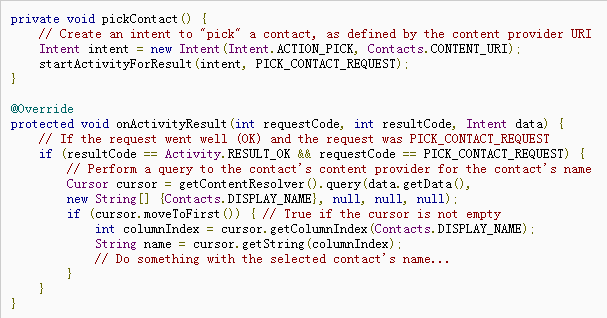 private void pickContact() {
    // Create an intent to "pick" a contact, as defined by the content provider URI
    Intent intent = new Intent(Intent.ACTION_PICK, Contacts.CONTENT_URI);
    startActivityForResult(intent, PICK_CONTACT_REQUEST);
}

@Override
protected void onActivityResult(int requestCode, int resultCode, Intent data) {
    // If the request went well (OK) and the request was PICK_CONTACT_REQUEST
    if (resultCode == Activity.RESULT_OK && requestCode == PICK_CONTACT_REQUEST) {
        // Perform a query to the contact's content provider for the contact's name
        Cursor cursor = getContentResolver().query(data.getData(),
        new String[] {Contacts.DISPLAY_NAME}, null, null, null);
        if (cursor.moveToFirst()) { // True if the cursor is not empty
            int columnIndex = cursor.getColumnIndex(Contacts.DISPLAY_NAME);
            String name = cursor.getString(columnIndex);
            // Do something with the selected contact's name...
        }
    }
}